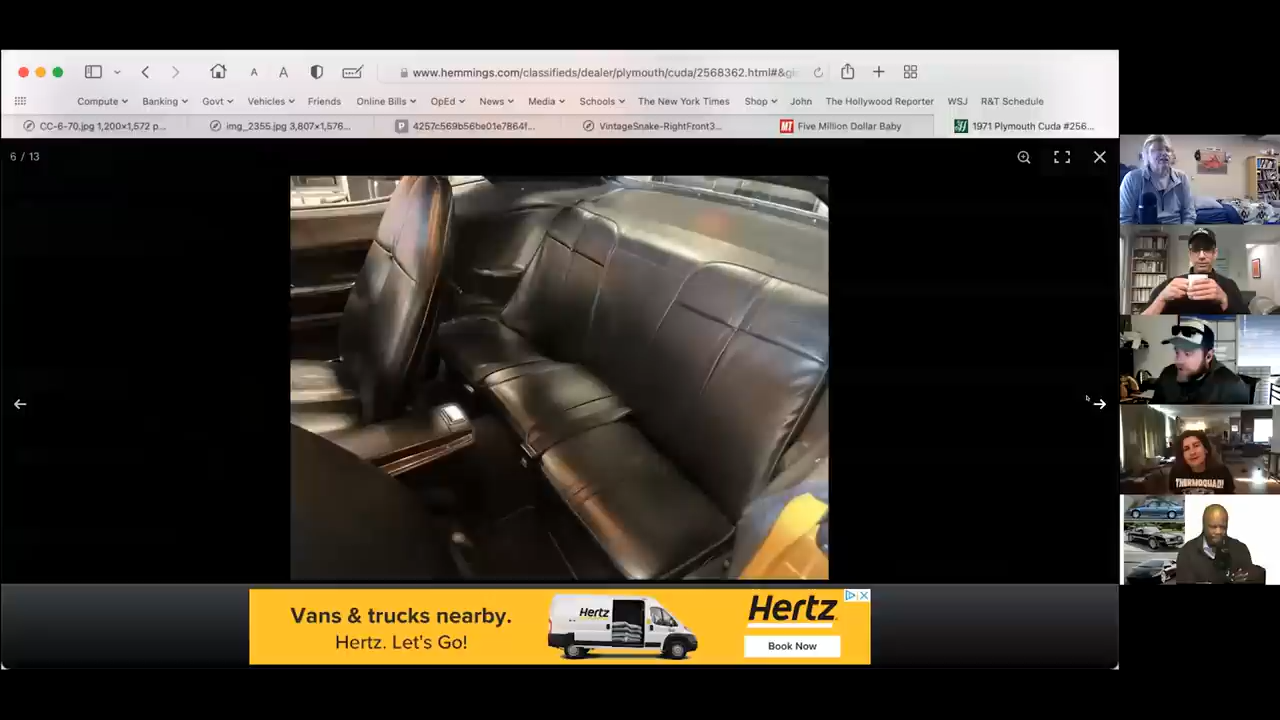 A A www.hemmings.com/classifieds/dealer/plymouth/cuda/2568362.html#&gi
Compute Banking Govt Vehicles Friends Online Bills OpEd News Media Schools The New York Times Shop John The Hollywood Reporter WSJ R&T Schedule
CC-6-70.jpg 1,200×1,572 p... img_2355.jpg 3,807×1,576... P 4257c569b56be01e7864f... VintageSnake-RightFront3... MT Five Million Dollar Baby H 1971 Plymouth Cuda #256...
6 / 13
THERMOQUAD!
Vans & trucks nearby.
Hertz. Let's Go!
Hertz
Hertz.
Book Now